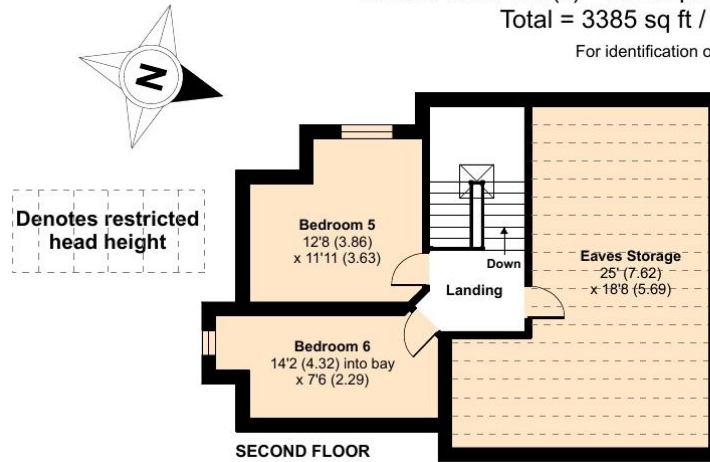 Total = 3385 sq ft /
For identification o
N
Denotes restricted
head height
Bedroom 5
12'8 (3.86)
x 11'11 (3.63)
Down
Landing
Eaves Storage
25' (7.62)
x 18'8 (5.69)
Bedroom 6
14'2 (4.32) into bay
x 7'6 (2.29)
SECOND FLOOR